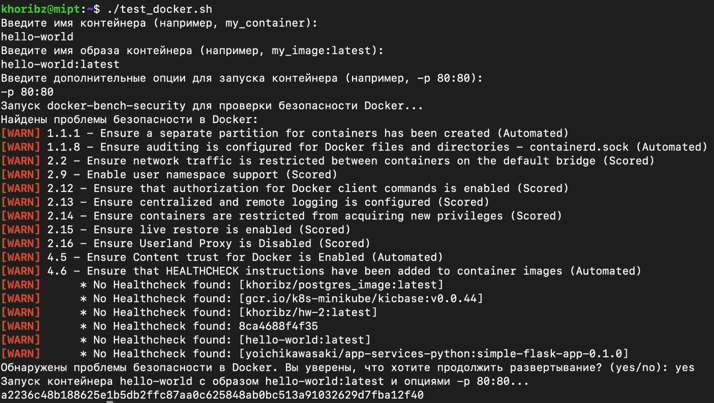 khoribz@mipt:~$ ./test_docker.sh
Введите имя контейнера (например, my_container):
hello-world
Введите имя образа контейнера (например, my_image:latest):
hello-world:latest
Введите дополнительные опции для запуска контейнера (например, -p 80:80):
-p 80:80
Запуск docker-bench-security для проверки безопасности Docker...
Найдены проблемы безопасности в Docker:
[WARN] 1.1.1 - Ensure a separate partition for containers has been created (Automated)
[WARN] 1.1.8 - Ensure auditing is configured for Docker files and directories - containerd.sock (Automated)
[WARN] 2.2 - Ensure network traffic is restricted between containers on the default bridge (Scored)
[WARN] 2.9 - Enable user namespace support (Scored)
[WARN] 2.12 - Ensure that authorization for Docker client commands is enabled (Scored)
[WARN] 2.13 - Ensure centralized and remote logging is configured (Scored)
[WARN] 2.14 - Ensure containers are restricted from acquiring new privileges (Scored)
[WARN] 2.15 - Ensure live restore is enabled (Scored)
[WARN] 2.16 - Ensure Userland Proxy is Disabled (Scored)
[WARN] 4.5 - Ensure Content trust for Docker is Enabled (Automated)
[WARN] 4.6 - Ensure that HEALTHCHECK instructions have been added to container images (Automated)
[WARN] * No Healthcheck found: [khoribz/postgres_image:latest]
[WARN] * No Healthcheck found: [gcr.io/k8s-minikube/kicbase:v0.0.44]
[WARN] * No Healthcheck found: [khoribz/hw-2:latest]
[WARN] * No Healthcheck found: 8ca4688f4f35
[WARN] * No Healthcheck found: [hello-world:latest]
[WARN] * No Healthcheck found: [yoichikawasaki/app-services-python:simple-flask-app-0.1.0]
Обнаружены проблемы безопасности в Docker. Вы уверены, что хотите продолжить развертывание? (yes/no): yes
Запуск контейнера hello-world с образом hello-world:latest и опциями -p 80:80...
a2236c48b188625e1b5db2ffc87aa0c625848ab0bc513a91032629d7fba12f40